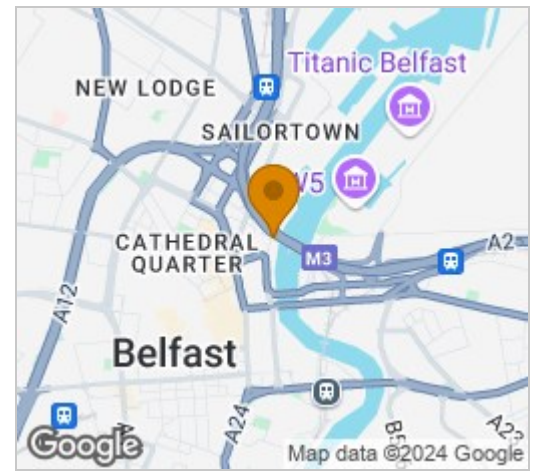 Titanic Belfast
NEW LODGE
SAILORTOWN
W5
CATHEDRAL
QUARTER
M3
A2
A12
Belfast
A24
Google
Map data ©2024 Google